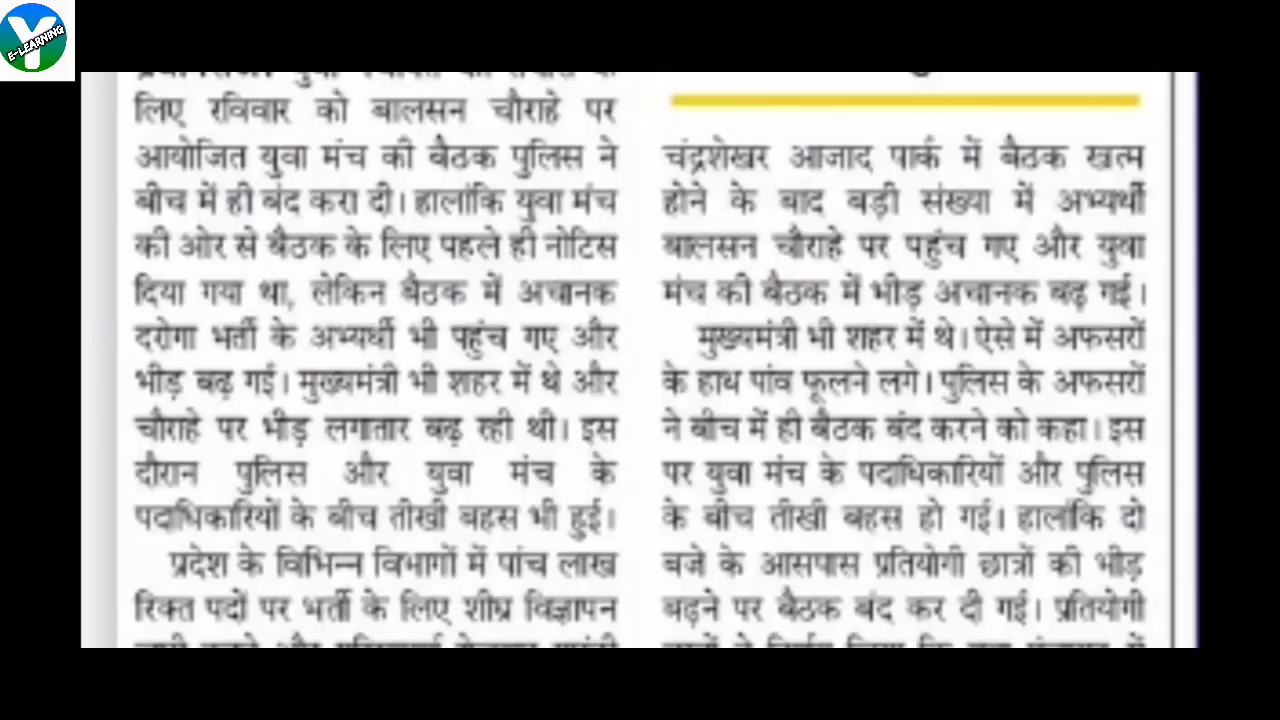 Y
E-LEARNING
लिए रविवार को बालसन चौराहे पर
आयोजित युवा मंच की बैठक पुलिस ने
बीच में ही बंद करा दी। हालांकि युवा मंच
की ओर से बैठक के लिए पहले ही नोटिस
दिया गया था, लेकिन बैठक में अचानक
दरोगा भर्ती के अभ्यर्थी भी पहुंच गए और
भीड़ बढ़ गई। मुख्यमंत्री भी शहर में थे और
चौराहे पर भीड़ लगातार बढ़ रही थी। इस
दौरान पुलिस और युवा मंच के
पदाधिकारियों के बीच तीखी बहस भी हुई।
प्रदेश के विभिन्न विभागों में पांच लाख
रिक्त पदों पर भर्ती के लिए शीघ्र विज्ञापन
चंद्रशेखर आजाद पार्क में बैठक खत्म
होने के बाद बड़ी संख्या में अभ्यर्थी
बालसन चौराहे पर पहुंच गए और युवा
मंच की बैठक में भीड़ अचानक बढ़ गई।
मुख्यमंत्री भी शहर में थे। ऐसे में अफसरों
के हाथ पांव फूलने लगे। पुलिस के अफसरों
ने बीच में ही बैठक बंद करने को कहा। इस
पर युवा मंच के पदाधिकारियों और पुलिस
के बीच तीखी बहस हो गई। हालांकि दो
बजे के आसपास प्रतियोगी छात्रों की भीड़
बढ़ने पर बैठक बंद कर दी गई। प्रतियोगी